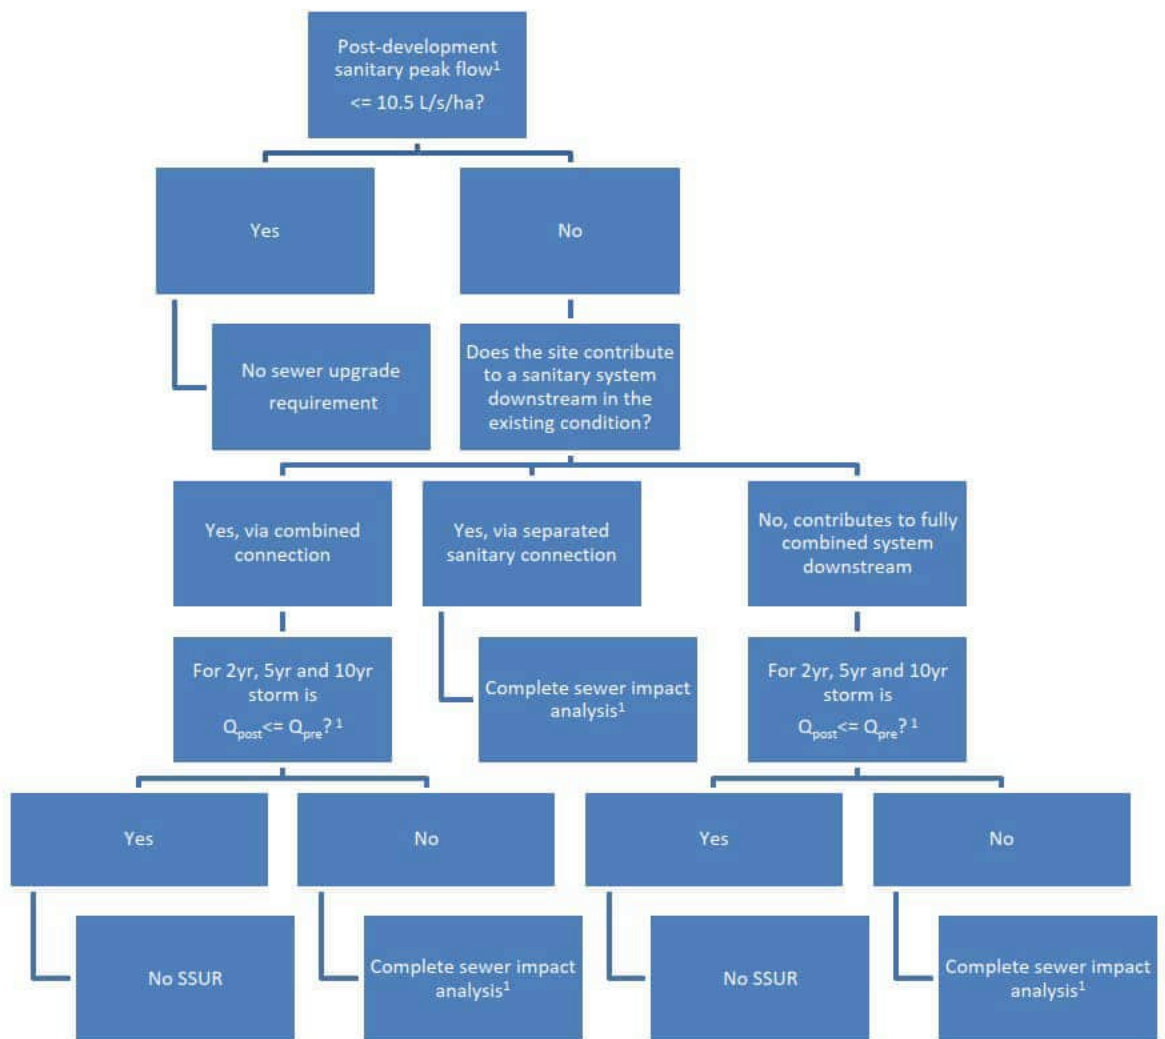 Post-development
sanitary peak flow¹
<= 10.5 L/s/ha?
Yes
No
No sewer upgrade
requirement
Does the site contribute
to a sanitary system
downstream in the
existing condition?
Yes, via combined
connection
Yes, via separated
sanitary connection
No, contributes to fully
combined system
downstream
For 2yr, 5yr and 10yr
storm is
Qpost<= Qpre? ¹
Complete sewer impact
analysis¹
For 2yr, 5yr and 10yr
storm is
Qpost<= Qpre? ¹
Yes
No
Yes
No
No SSUR
Complete sewer impact
analysis¹
No SSUR
Complete sewer impact
analysis¹